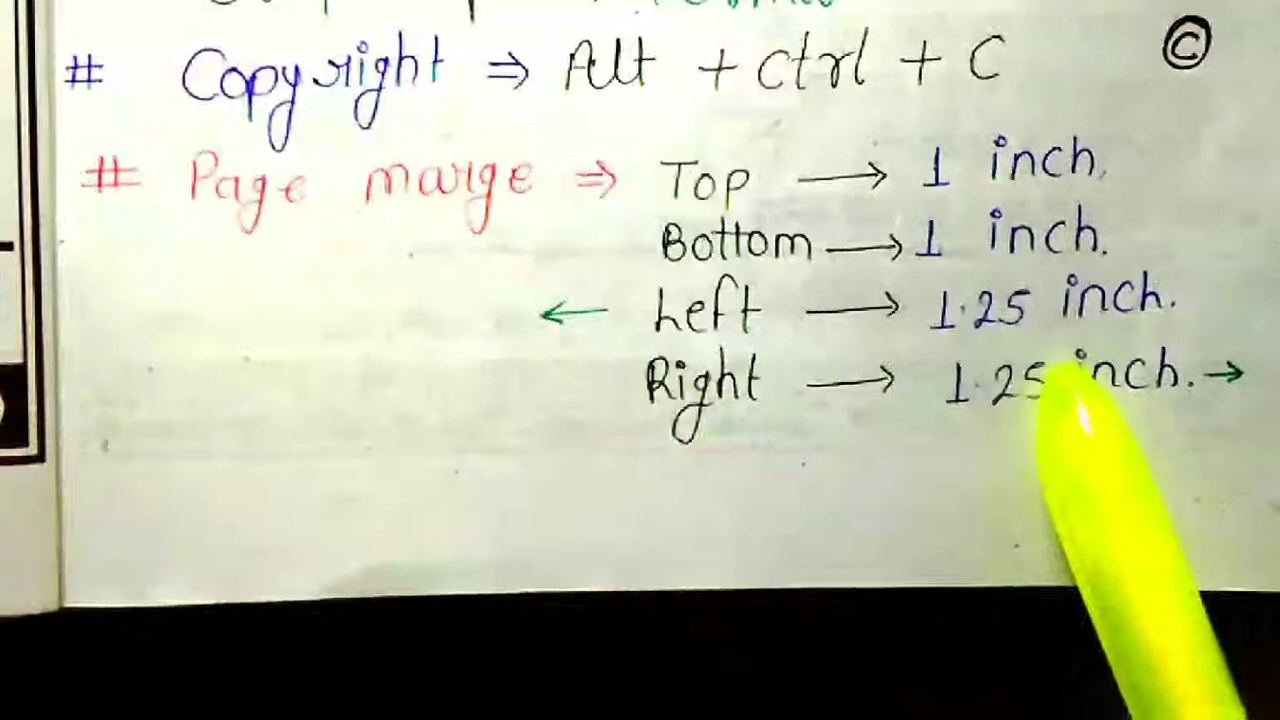 # Copyright ⇒ Alt + Ctrl + C ©
# Page marge ⇒ Top → 1 inch.
Bottom → 1 inch.
← Left → 1.25 inch.
Right → 1.25 inch. →